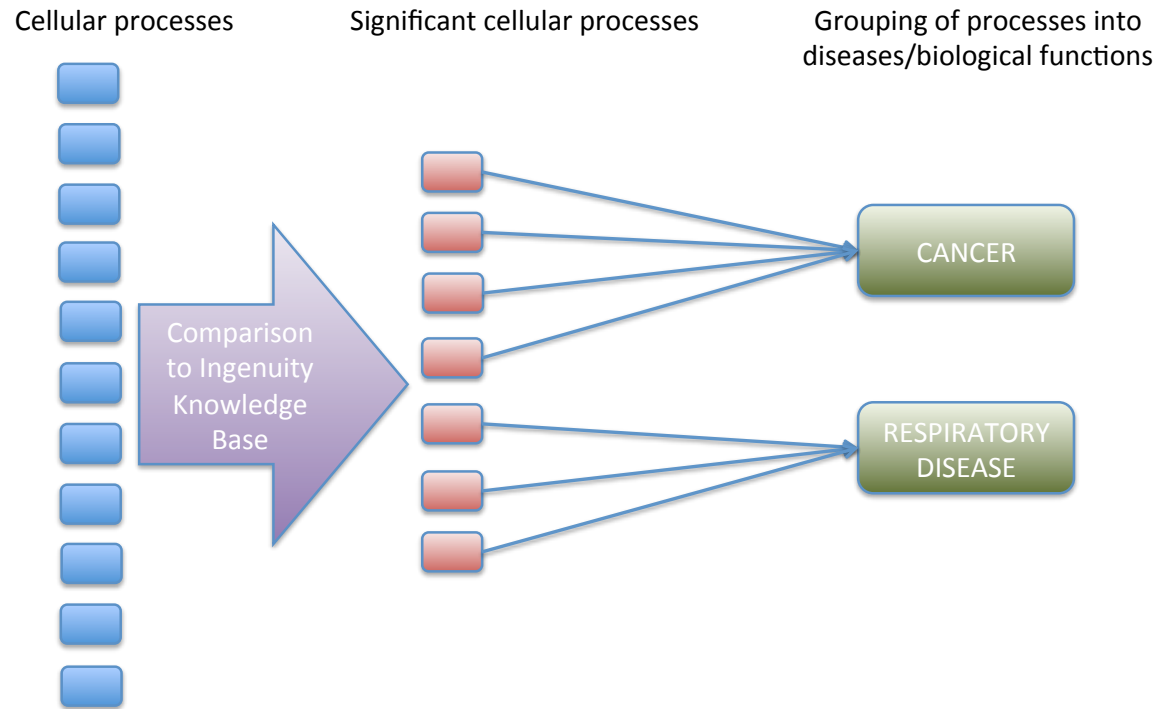 Cellular processes
Significant cellular processes
Grouping of processes into
diseases/biological functions
Comparison
to Ingenuity
Knowledge
Base
CANCER
RESPIRATORY
DISEASE